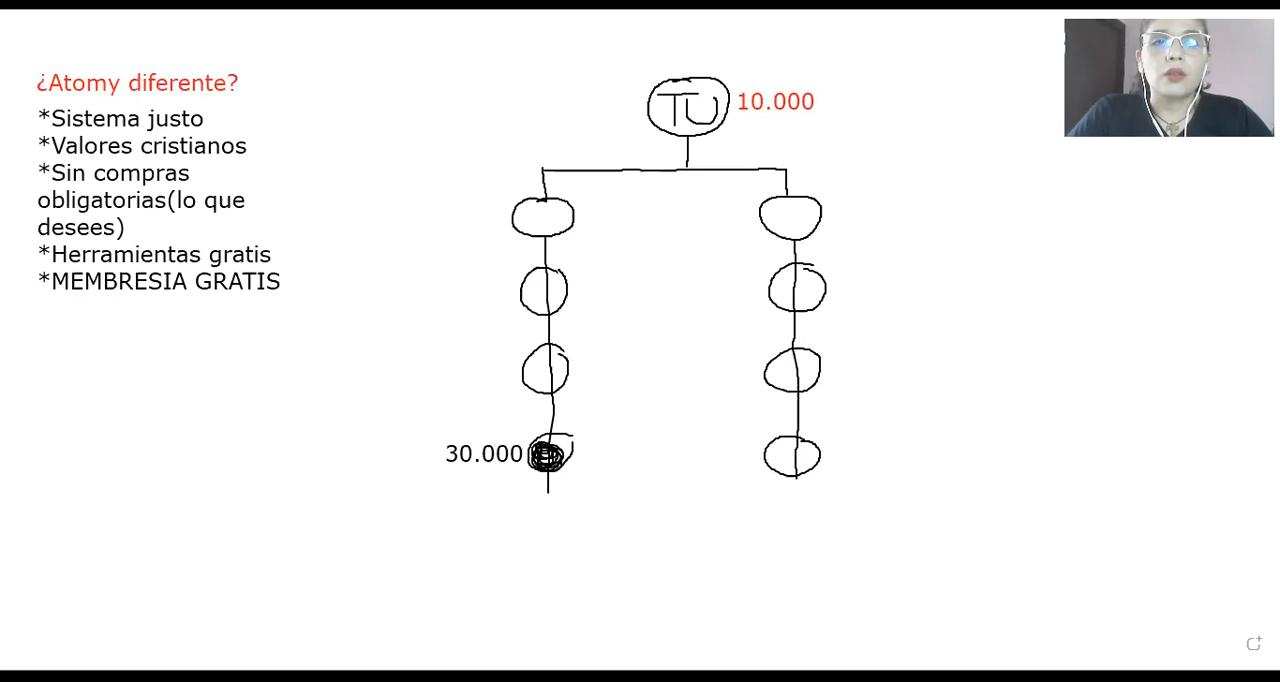 ¿Atomy diferente?
*Sistema justo
*Valores cristianos
*Sin compras
obligatorias(lo que
desees)
*Herramientas gratis
*MEMBRESIA GRATIS
TU
10.000
30.000